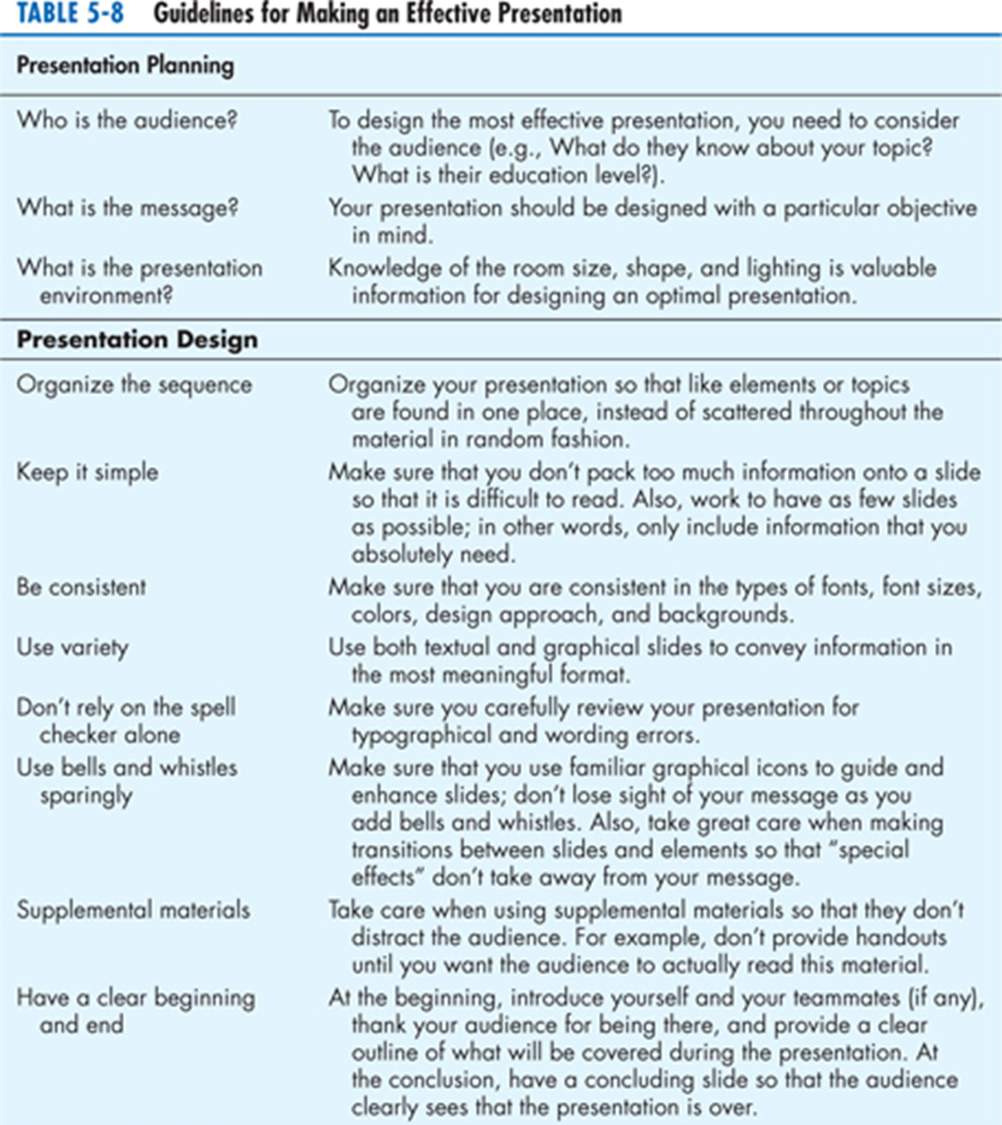 TABLE 5-8 Guidelines for Making an Effective Presentation
Presentation Planning
Who is the audience? To design the most effective presentation, you need to consider
the audience (e.g., What do they know about your topic?
What is their education level?).
What is the message? Your presentation should be designed with a particular objective
in mind.
What is the presentation Knowledge of the room size, shape, and lighting is valuable
environment? information for designing an optimal presentation.
Presentation Design
Organize the sequence Organize your presentation so that like elements or topics
are found in one place, instead of scattered throughout the
material in random fashion.
Keep it simple Make sure that you don't pack too much information onto a slide
so that it is difficult to read. Also, work to have as few slides
as possible; in other words, only include information that you
absolutely need.
Be consistent Make sure that you are consistent in the types of fonts, font sizes,
colors, design approach, and backgrounds.
Use variety Use both textual and graphical slides to convey information in
the most meaningful format.
Don't rely on the spell Make sure you carefully review your presentation for
checker alone typographical and wording errors.
Use bells and whistles Make sure that you use familiar graphical icons to guide and
sparingly enhance slides; don't lose sight of your message as you
add bells and whistles. Also, take great care when making
transitions between slides and elements so that "special
effects" don't take away from your message.
Supplemental materials Take care when using supplemental materials so that they don't
distract the audience. For example, don't provide handouts
until you want the audience to actually read this material.
Have a clear beginning At the beginning, introduce yourself and your teammates (if any),
and end thank your audience for being there, and provide a clear
outline of what will be covered during the presentation. At
the conclusion, have a concluding slide so that the audience
clearly sees that the presentation is over.